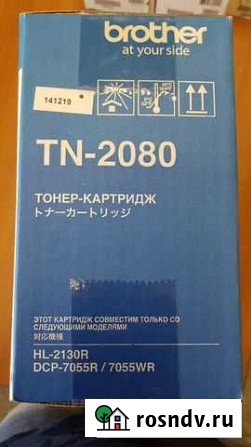 brother
at your side
141219
TN-2080
ТОНЕР-КАРТРИДЖ
トナーカートリッジ
ЭТОТ КАРТРИДЖ СОВМЕСТИМ ТОЛЬКО СО
СЛЕДУЮЩИМИ МОДЕЛЯМИ
対応機種
HL-2130R
DCP-7055R / 7055WR
rosndv.ru